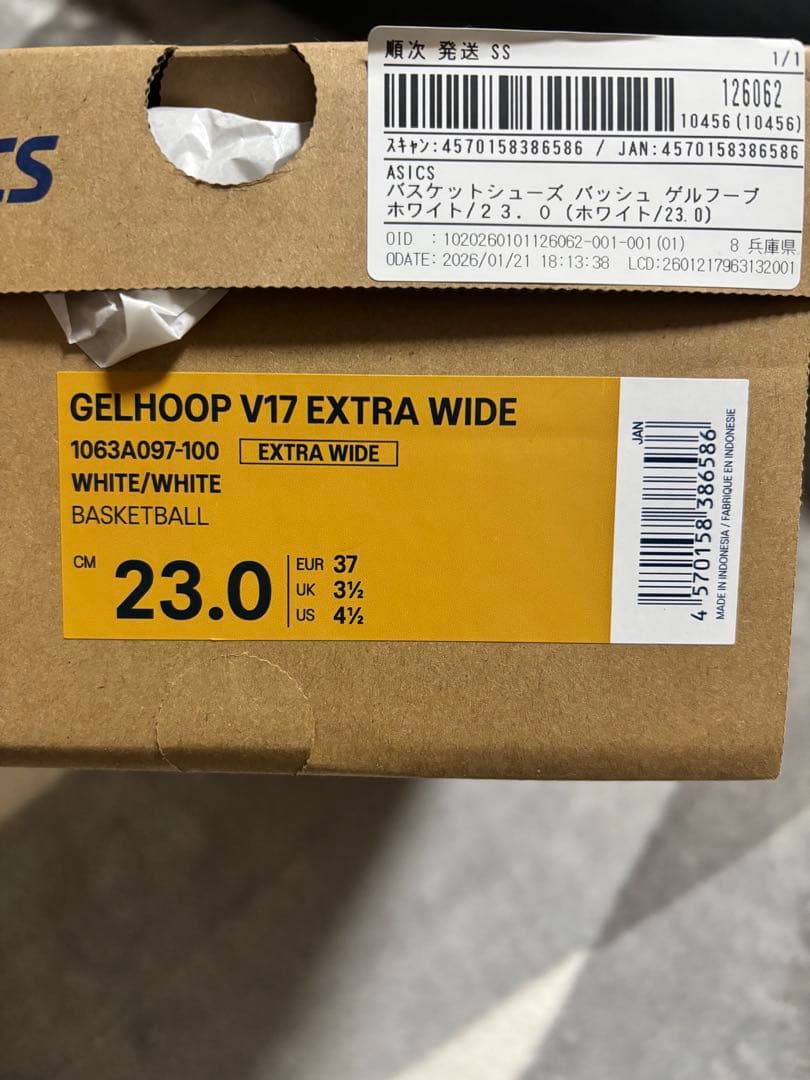 順次 発送 SS
1/1
126062
10456(10456)
スキャン:4570158386586 / JAN:4570158386586
ASICS
バスケットシューズ バッシュ ゲルフープ
ホワイト/23.0 (ホワイト/23.0)
OID :1020260101126062-001-001(01) 8 兵庫県
ODATE: 2026/01/21 18:13:38 LCD:2601217963132001
CS
GELHOOP V17 EXTRA WIDE
1063A097-100 EXTRA WIDE
WHITE/WHITE
BASKETBALL
CM 23.0
EUR 37
UK 3½
US 4½
JAN
4 570158 386586
MADE IN INDONESIA / FABRIQUE EN INDONESIE